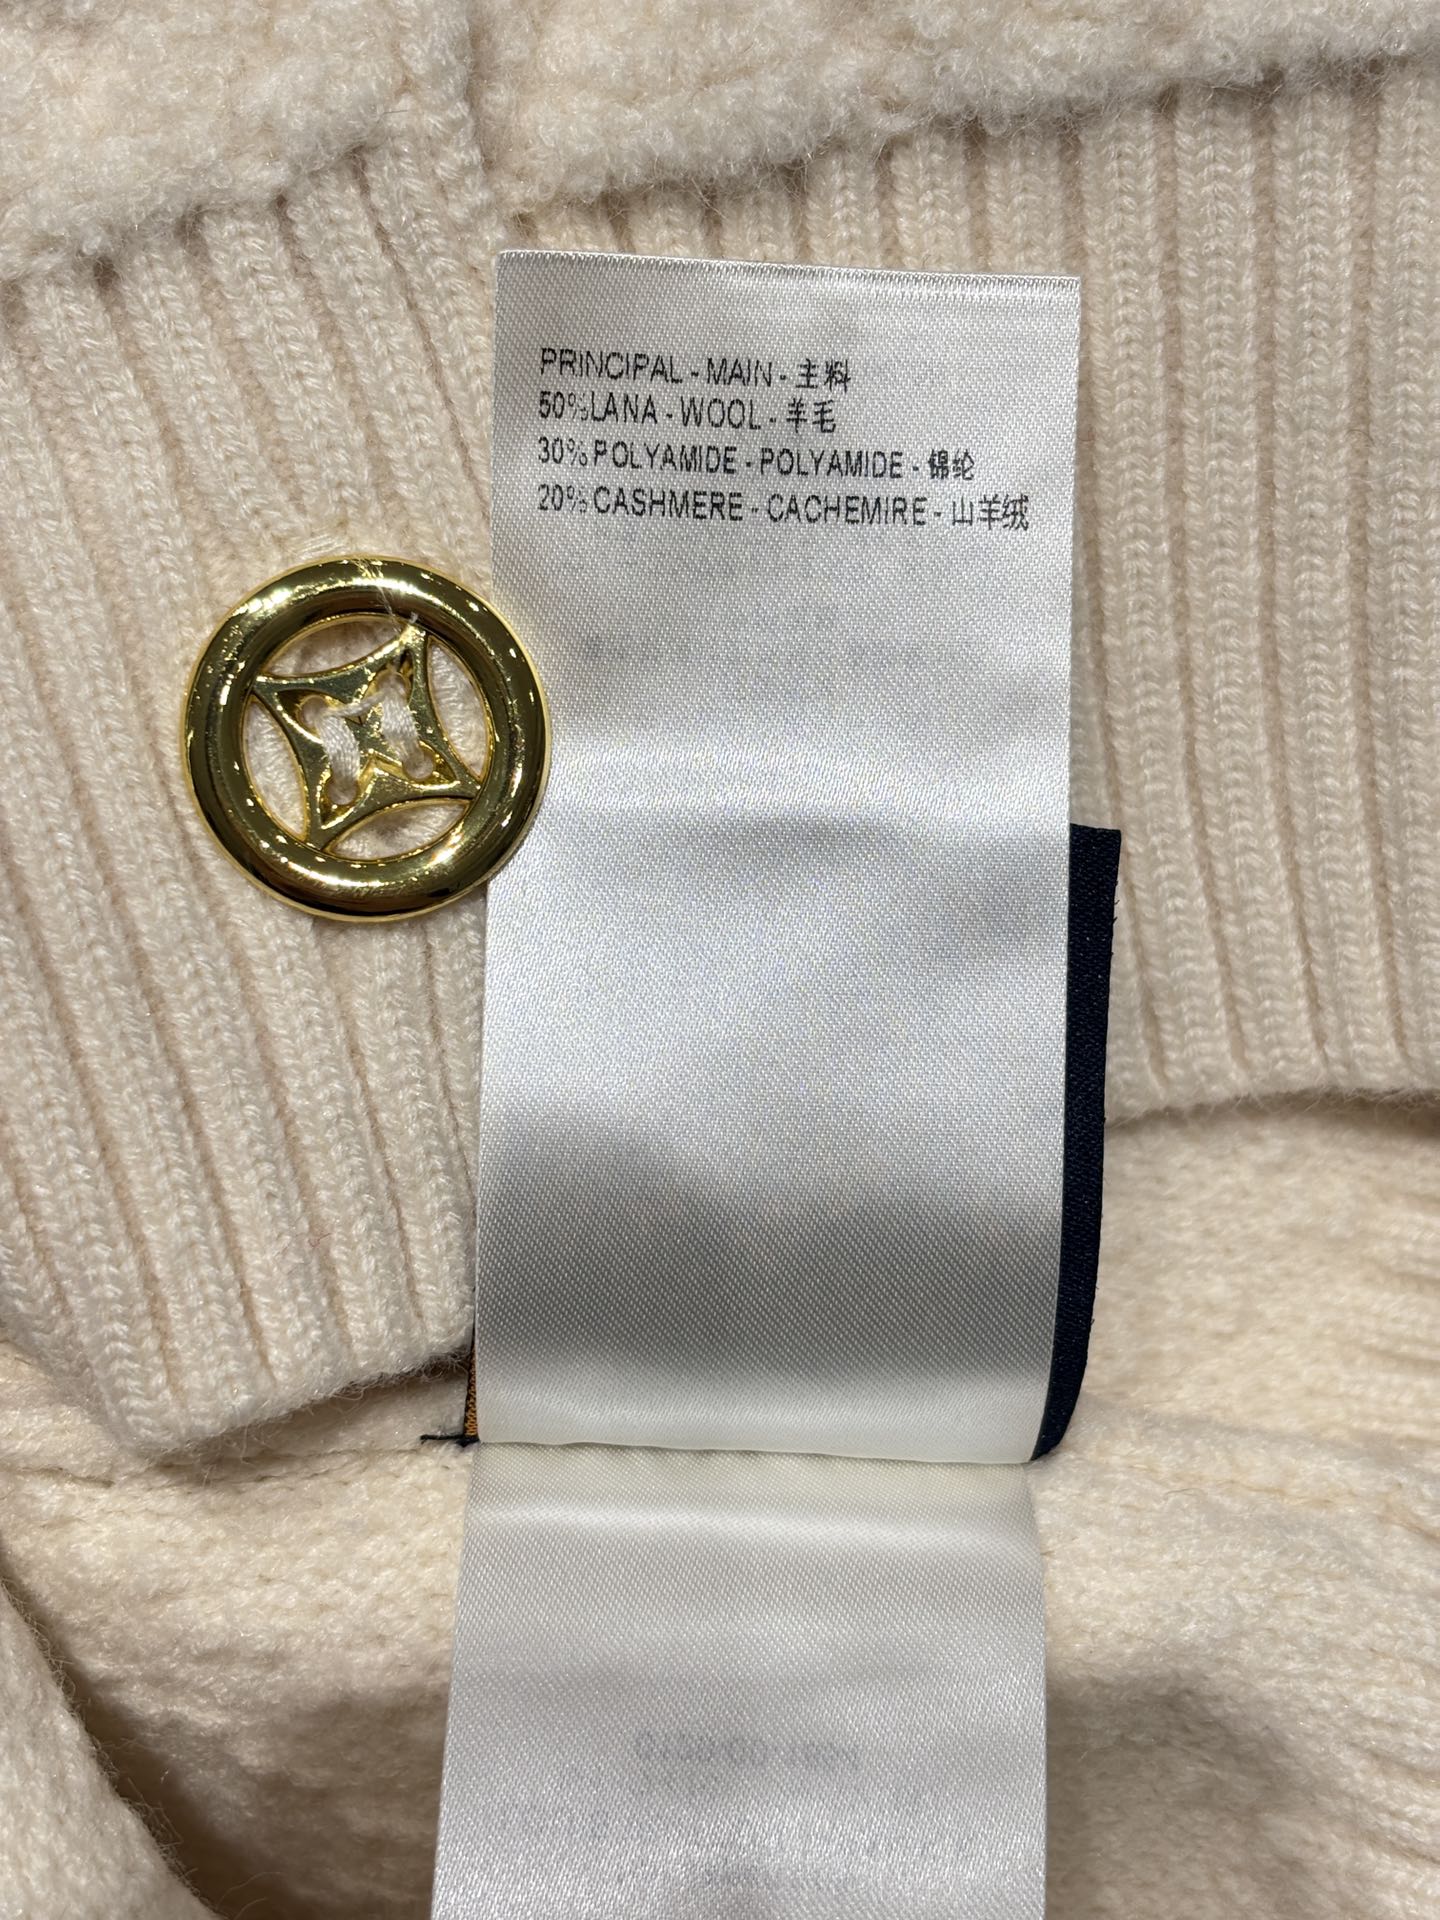 PRINCIPAL - MAIN - 主料
50%LANA - WOOL - 羊毛
30% POLYAMIDE - POLYAMIDE - 锦纶
20% CASHMERE - CACHEMIRE - 山羊绒